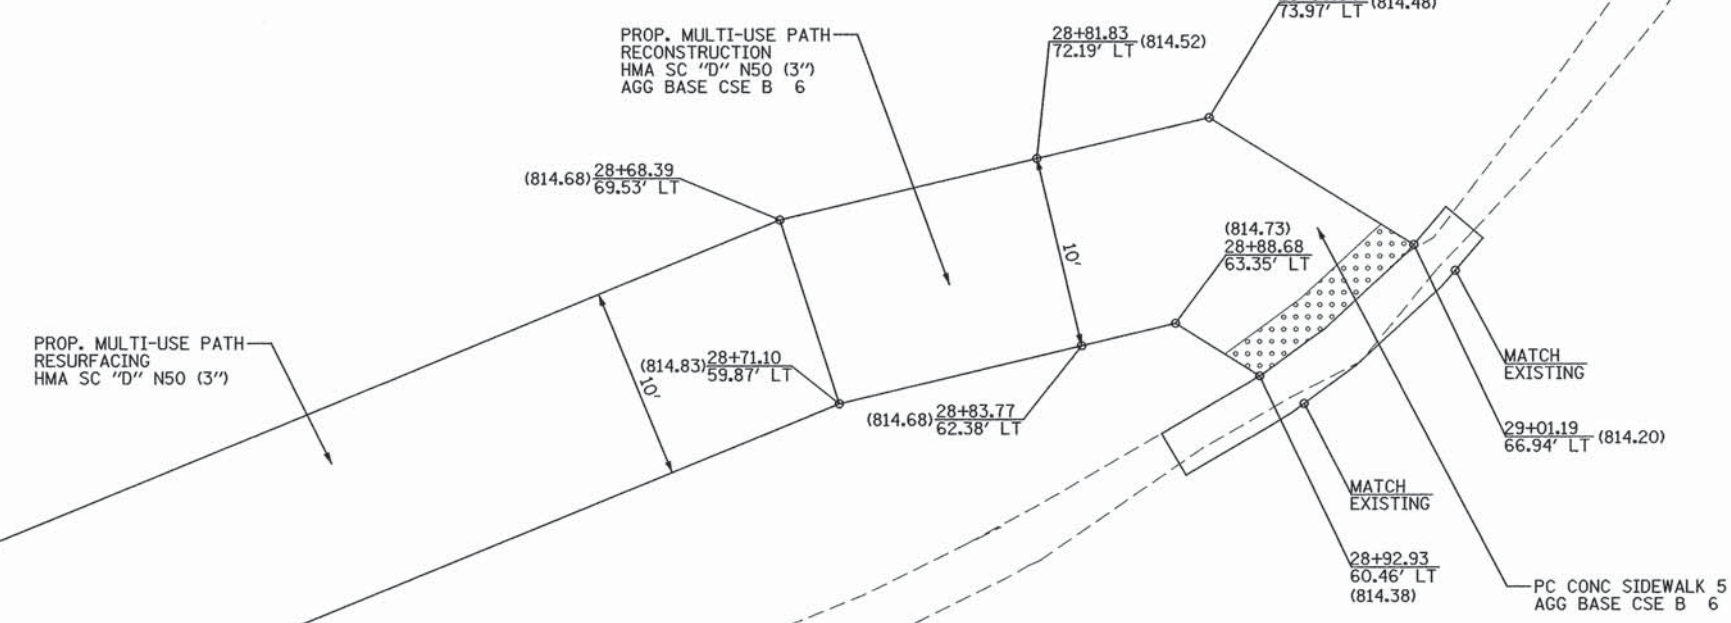 73.97' LT (814.48)
PROP. MULTI-USE PATH
RECONSTRUCTION
HMA SC "D" N50 (3")
AGG BASE CSE B 6
28+81.83
72.19' LT (814.52)
(814.68) 28+68.39
69.53' LT
10'
(814.73)
28+88.68
63.35' LT
PROP. MULTI-USE PATH
RESURFACING
HMA SC "D" N50 (3")
(814.83) 28+71.10
59.87' LT
10'
(814.68) 28+83.77
62.38' LT
MATCH
EXISTING
29+01.19
66.94' LT (814.20)
MATCH
EXISTING
28+92.93
60.46' LT
(814.38)
PC CONC SIDEWALK 5
AGG BASE CSE B 6